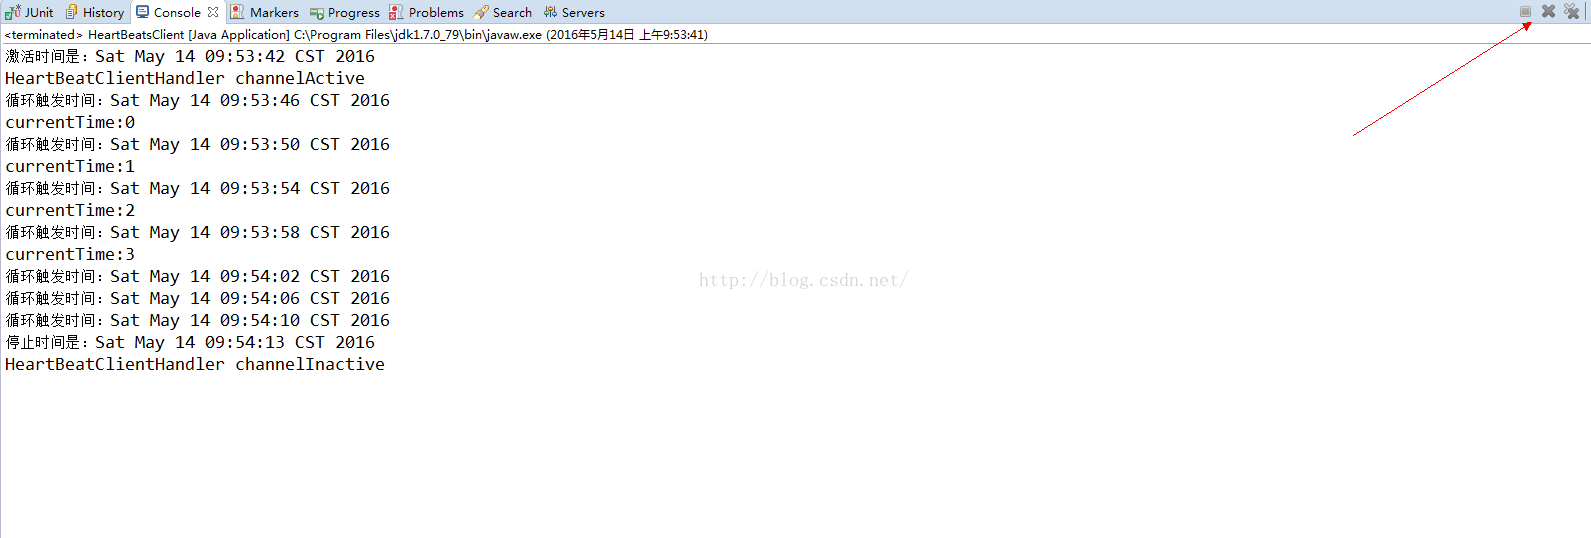 JUnit History Console Markers Progress Problems Search Servers
<terminated> HeartBeatsClient [Java Application] C:\Program Files\jdk1.7.0_79\bin\javaw.exe (2016年5月14日 上午9:53:41)
激活时间是：Sat May 14 09:53:42 CST 2016
HeartBeatClientHandler channelActive
循环触发时间：Sat May 14 09:53:46 CST 2016
currentTime:0
循环触发时间：Sat May 14 09:53:50 CST 2016
currentTime:1
循环触发时间：Sat May 14 09:53:54 CST 2016
currentTime:2
循环触发时间：Sat May 14 09:53:58 CST 2016
currentTime:3
循环触发时间：Sat May 14 09:54:02 CST 2016
http://blog.csdn.net/
循环触发时间：Sat May 14 09:54:06 CST 2016
循环触发时间：Sat May 14 09:54:10 CST 2016
停止时间是：Sat May 14 09:54:13 CST 2016
HeartBeatClientHandler channelInactive